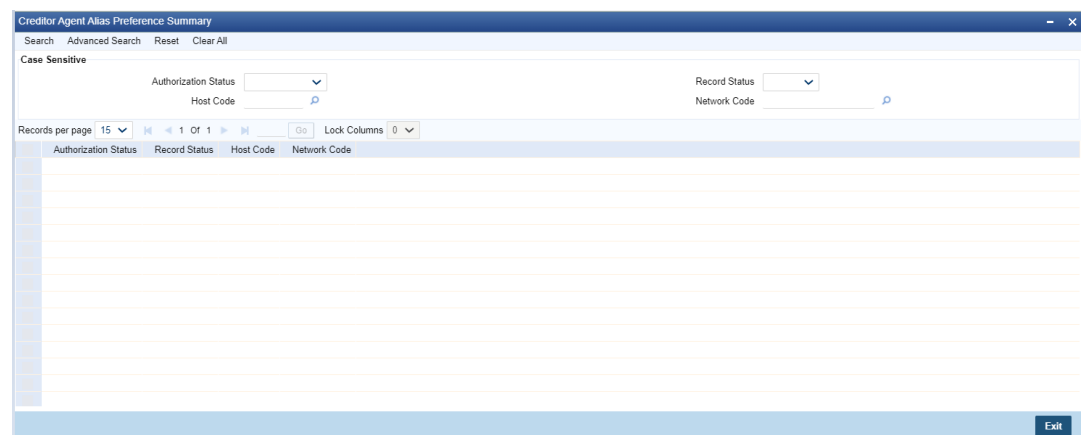 Creditor Agent Alias Preference Summary
Search Advanced Search Reset Clear All
Case Sensitive
Authorization Status Record Status
Host Code Network Code
Records per page 15 1 Of 1 Go Lock Columns 0
Authorization Status Record Status Host Code Network Code
Exit